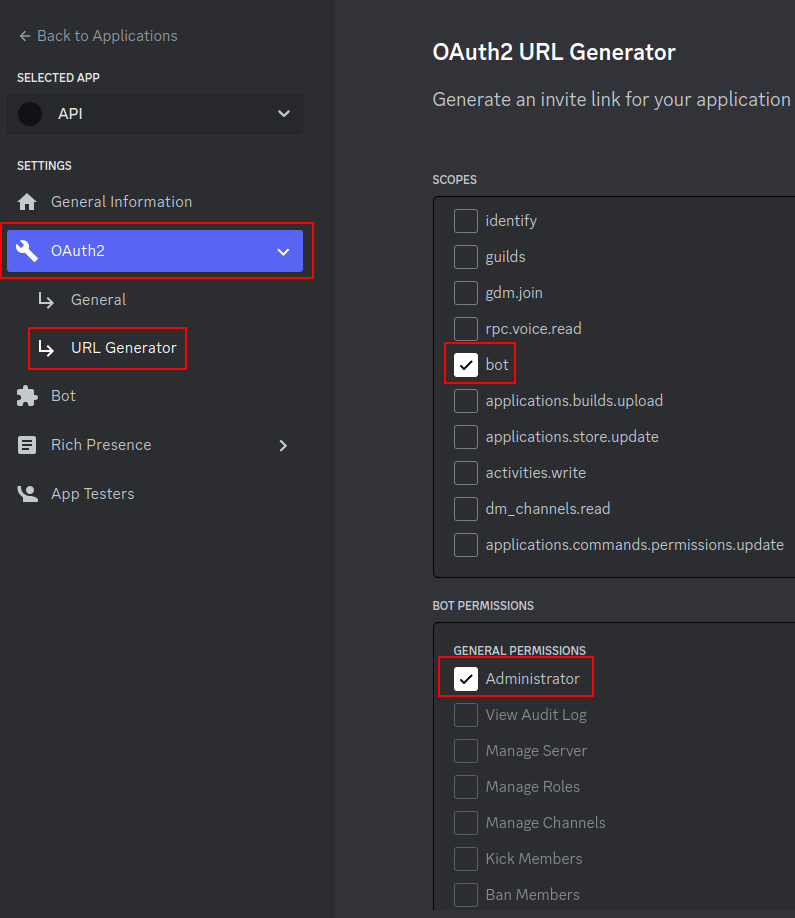 Back to Applications
SELECTED APP
API
SETTINGS
General Information
OAuth2
General
URL Generator
Bot
Rich Presence
App Testers
OAuth2 URL Generator
Generate an invite link for your application
SCOPES
identify
guilds
gdm.join
rpc.voice.read
bot
applications.builds.upload
applications.store.update
activities.write
dm_channels.read
applications.commands.permissions.update
BOT PERMISSIONS
GENERAL PERMISSIONS
Administrator
View Audit Log
Manage Server
Manage Roles
Manage Channels
Kick Members
Ban Members